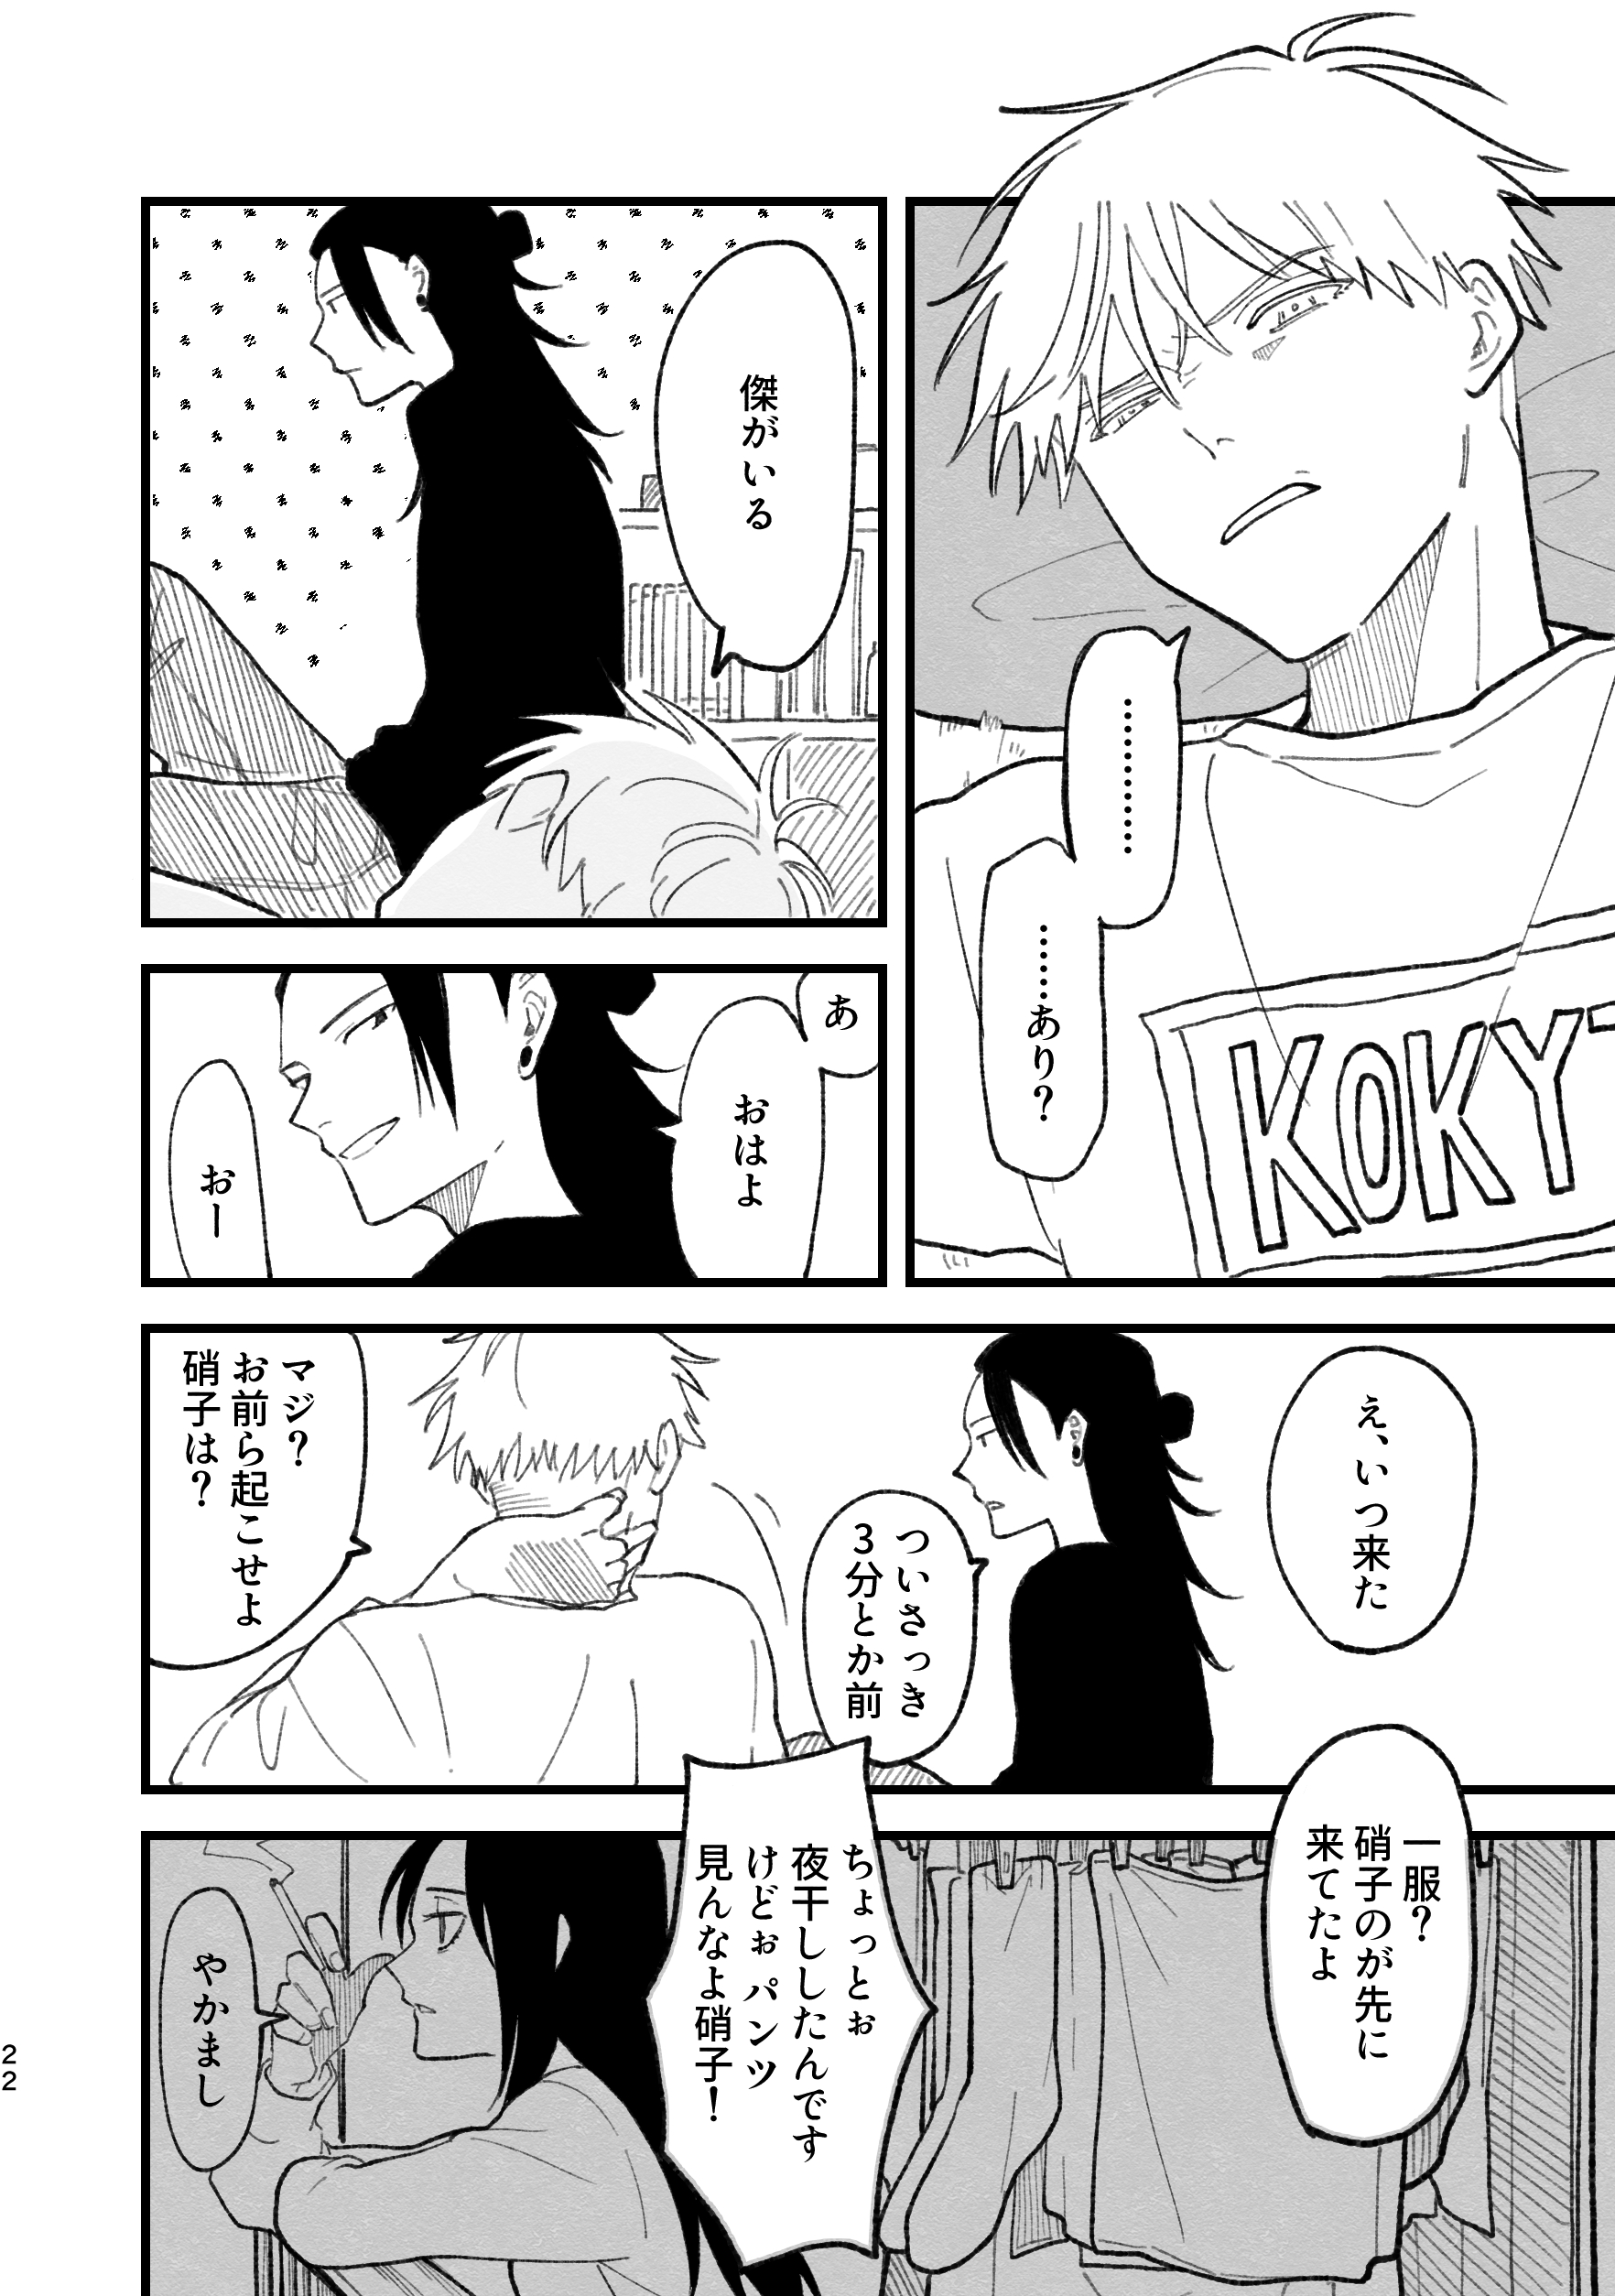 …………
……あり？
KOKYT
傑がいる
あ
おはよ
おー
え、いつ来た
ついさっき
３分とか前
マジ？
お前ら起こせよ
硝子は？
一服？
硝子のが先に
来てたよ
ちょっとぉ
夜干ししたんです
けどぉパンツ
見んなよ硝子！
やかまし
22